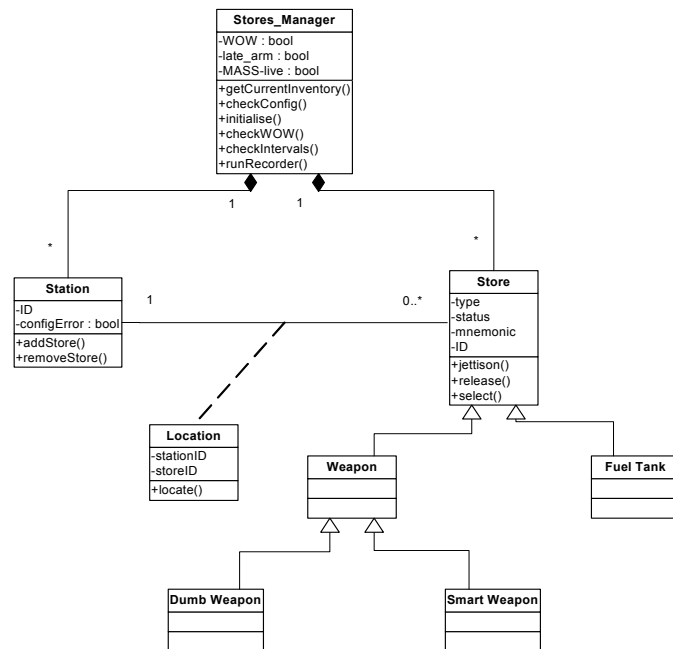 Stores_Manager
-WOW : bool
-late_arm : bool
-MASS-live : bool
+getCurrentInventory()
+checkConfig()
+initialise()
+checkWOW()
+checkIntervals()
+runRecorder()
1
1
*
*
Station
-ID
-configError : bool
+addStore()
+removeStore()
1
0..*
Store
-type
-status
-mnemonic
-ID
+jettison()
+release()
+select()
Location
-stationID
-storeID
+locate()
Weapon
Fuel Tank
Dumb Weapon
Smart Weapon